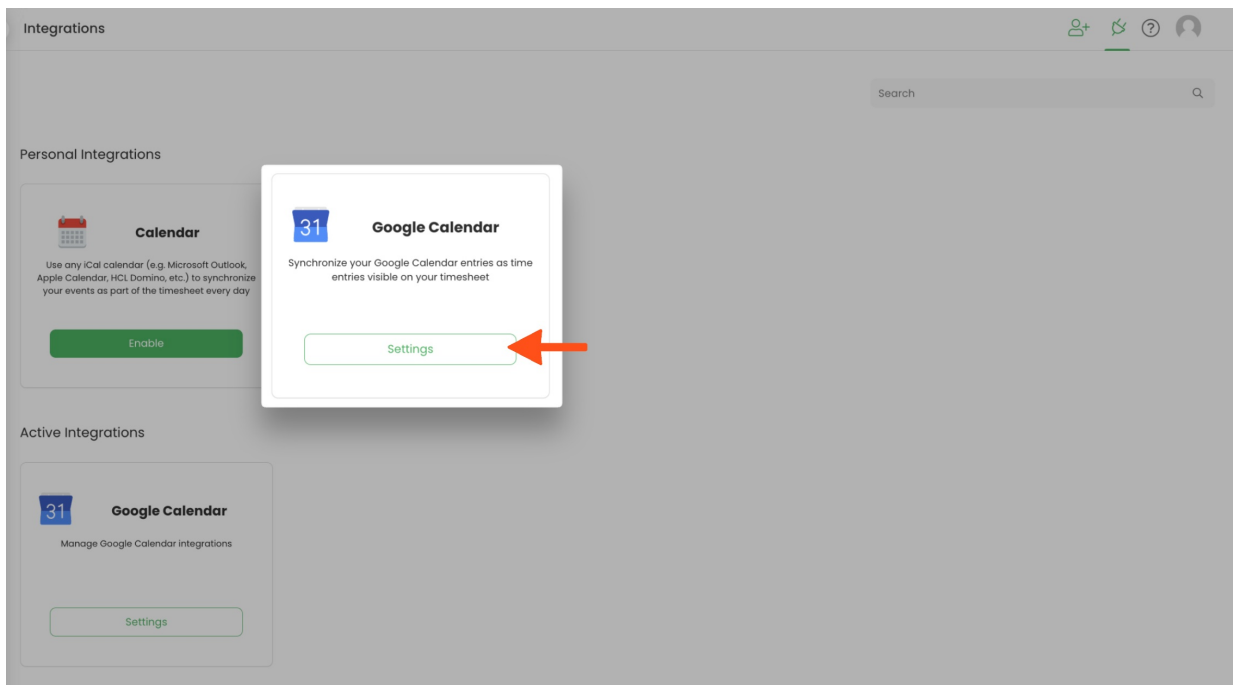 Integrations
Search
Personal Integrations
Calendar
Use any iCal calendar (e.g. Microsoft Outlook,
Apple Calendar, HCL Domino, etc.) to synchronize
your events as part of the timesheet every day
Enable
31
Google Calendar
Synchronize your Google Calendar entries as time
entries visible on your timesheet
Settings
Active Integrations
31
Google Calendar
Manage Google Calendar integrations
Settings